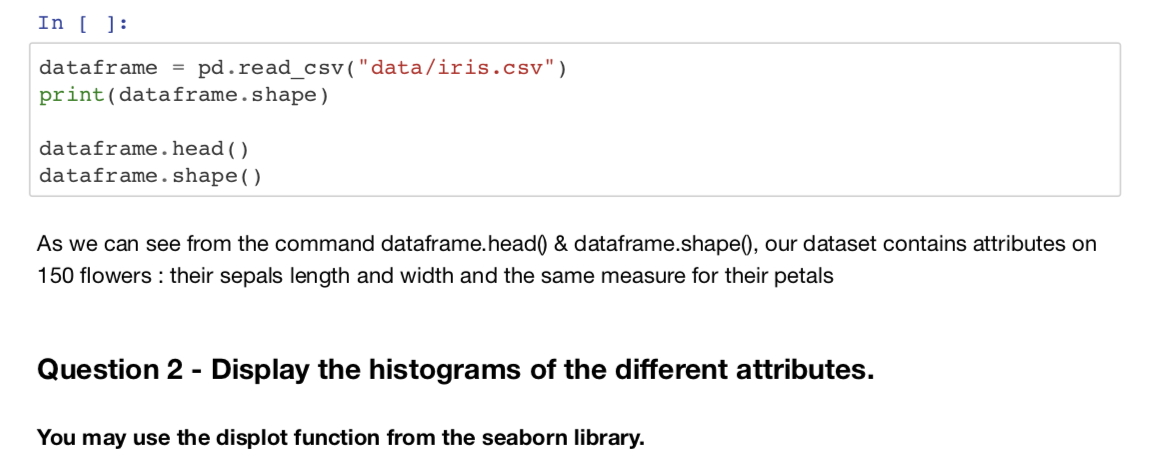 In [ ]:
dataframe = pd.read_csv("data/iris.csv")
print(dataframe.shape)
dataframe.head()
dataframe.shape()
As we can see from the command dataframe.head() & dataframe.shape(), our dataset contains attributes on
150 flowers : their sepals length and width and the same measure for their petals
Question 2 - Display the histograms of the different attributes.
You may use the displot function from the seaborn library.